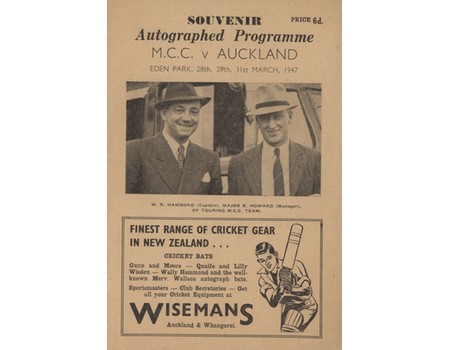 SOUVENIR
PRICE 6d.
Autographed Programme
M.C.C. v AUCKLAND
EDEN PARK, 28th, 29th, 31st MARCH, 1947
W. R. HAMMOND (Captain), MAJOR R. HOWARD (Manager),
OF TOURING M.C.C. TEAM.
FINEST RANGE OF CRICKET GEAR
IN NEW ZEALAND . . .
CRICKET BATS
Gunn and Moore — Quaife and Lilly
Wisden — Wally Hammond and the well-
known Merv. Wallace autograph bats.
Sportsmasters — Club Secretaries — Get
all your Cricket Equipment at
WISEMANS
Auckland & Whangarei.